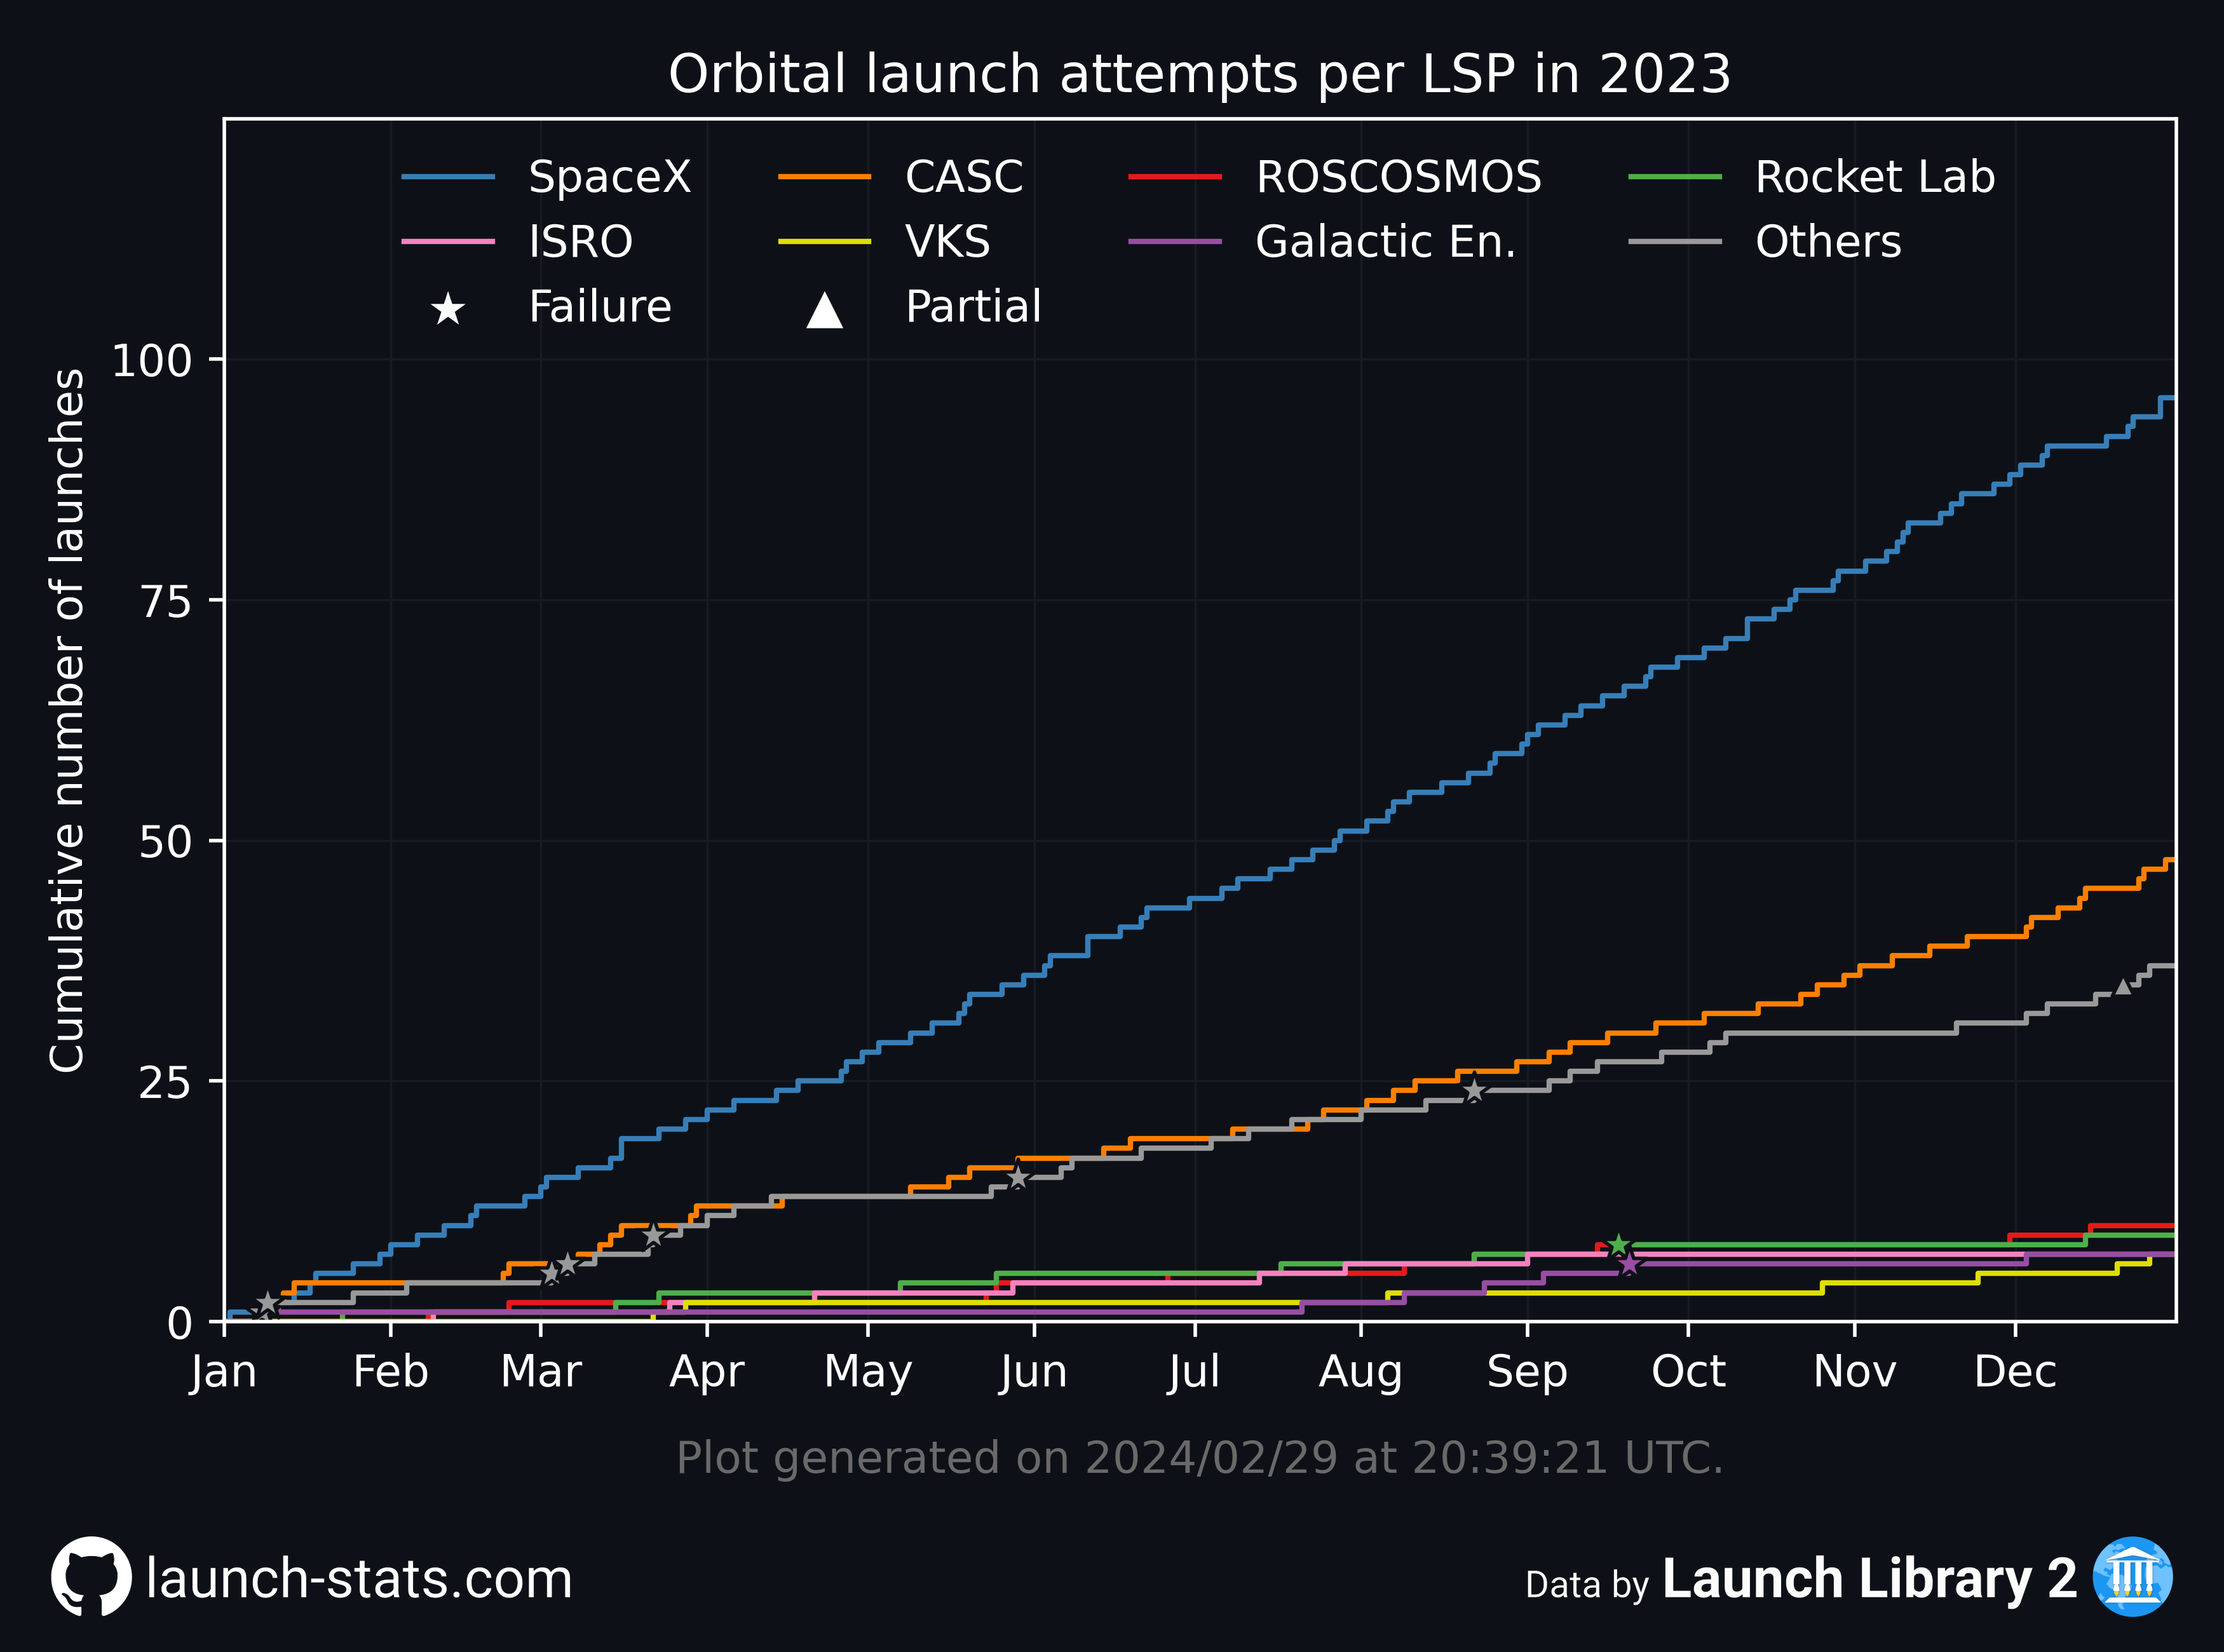 Orbital launch attempts per LSP in 2023
SpaceX CASC ROSCOSMOS Rocket Lab
ISRO VKS Galactic En. Others
Failure Partial
Cumulative number of launches
100
75
50
25
0
Jan Feb Mar Apr May Jun Jul Aug Sep Oct Nov Dec
Plot generated on 2024/02/29 at 20:39:21 UTC.
launch-stats.com
Data by Launch Library 2